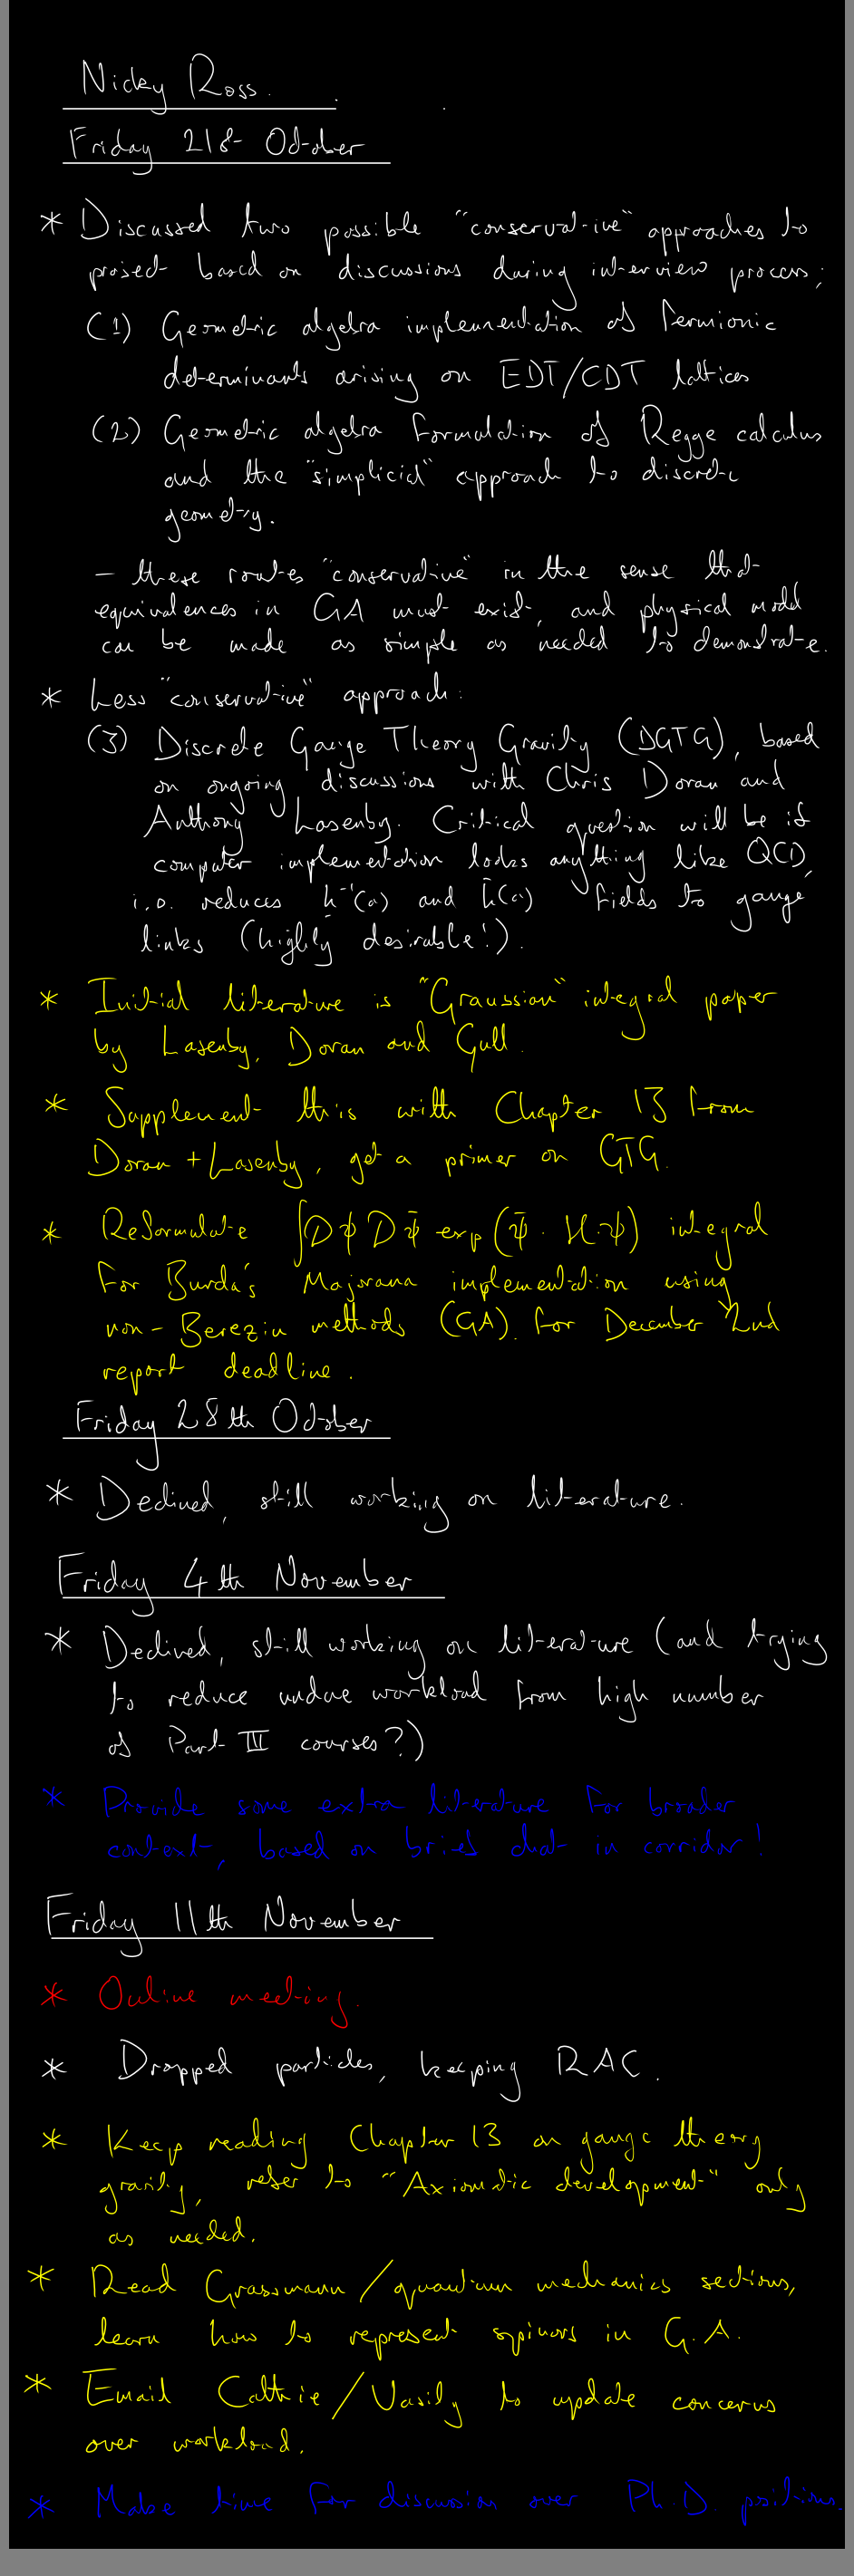 Nicky Ross.
Friday 21st October
* Discussed two possible "conservative" approaches to
project based on discussions during interview process:
(1) Geometric algebra implementation of fermionic
determinants arising on EDT/CDT lattices
(2) Geometric algebra formulation of Regge calculus
and the "simplicial" approach to discrete
geometry.
- these routes "conservative" in the sense that
equivalences in GA must exist, and physical model
can be made as simple as needed to demonstrate.
* Less "conservative" approach:
(3) Discrete Gauge Theory Gravity (DGTG), based
on ongoing discussions with Chris Doran and
Anthony Lasenby. Critical question will be if
computer implementation looks anything like QCD,
i.e. reduces h⁻¹(a) and h̄(a) fields to gauge
links (highly desirable!).
* Initial literature is "Graussian" integral paper
by Lasenby, Doran and Gull.
* Supplement this with Chapter 13 from
Doran + Lasenby, get a primer on GTG.
* Reformulate ∫DψDψ̄ exp(ψ̄·H·ψ) integral
for Burda's Majorana implementation using
non-Berezin methods (GA) for December 2nd
report deadline.
Friday 28th October
* Declined, still working on literature.
Friday 4th November
* Declined, still working on literature (and trying
to reduce undue workload from high number
of Part III courses?)
* Provide some extra literature for broader
context, based on brief chat in corridor!
Friday 11th November
* Online meeting.
* Dropped particles, keeping RAC.
* Keep reading Chapter 13 on gauge theory
gravity, refer to "Axiomatic development" only
as needed.
* Read Grassmann/quantum mechanics sections,
learn how to represent spinors in G.A.
* Email Cathie/Vasily to update concerns
over workload.
* Make time for discussion over Ph.D. positions.